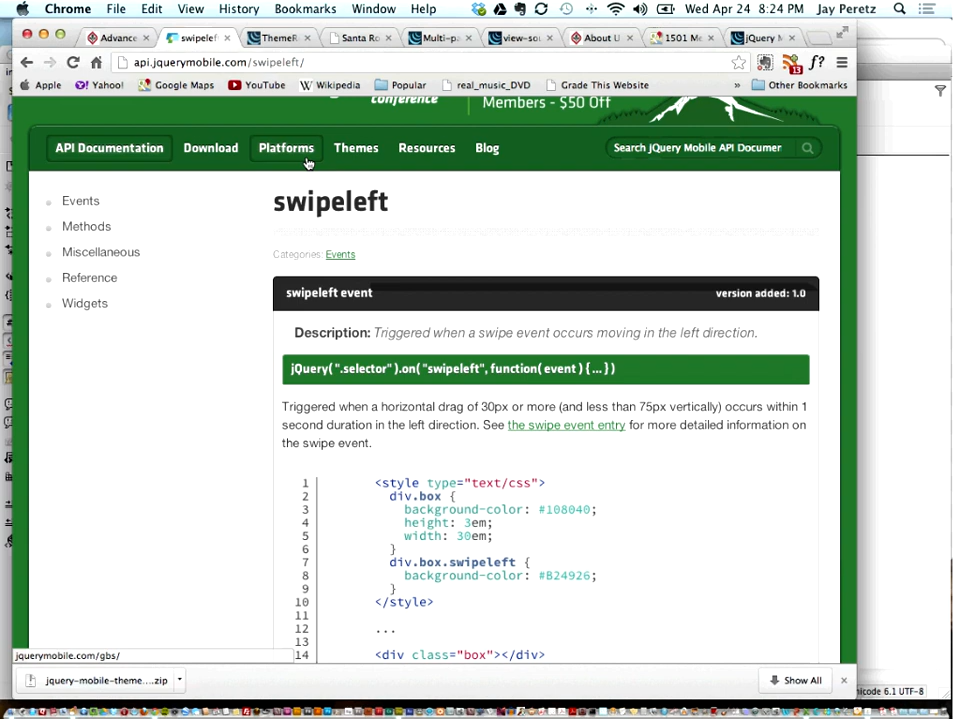 Chrome File Edit View History Bookmarks Window Help Wed Apr 24 8:24 PM Jay Peretz
Advance swipelef ThemeR Santa Ro Multi-pa view-sou About U 1501 Me jQuery M
api.jquerymobile.com/swipeleft/ 13 f?
Apple Yahoo! Google Maps YouTube Wikipedia Popular real_music_DVD Grade This Website » Other Bookmarks
conference Members - $50 Off
API Documentation Download Platforms Themes Resources Blog Search jQuery Mobile API Documer
Events
Methods
Miscellaneous
Reference
Widgets
swipeleft
Categories: Events
swipeleft event version added: 1.0
Description: Triggered when a swipe event occurs moving in the left direction.
jQuery( ".selector" ).on( "swipeleft", function( event ) { ... } )
Triggered when a horizontal drag of 30px or more (and less than 75px vertically) occurs within 1
second duration in the left direction. See the swipe event entry for more detailed information on
the swipe event.
1 <style type="text/css">
2 div.box {
3 background-color: #108040;
4 height: 3em;
5 width: 30em;
6 }
7 div.box.swipeleft {
8 background-color: #B24926;
9 }
10 </style>
11
12 ...
13
14 <div class="box"></div>
jquerymobile.com/gbs/
jquery-mobile-theme....zip Show All
nicode 6.1 UTF-8